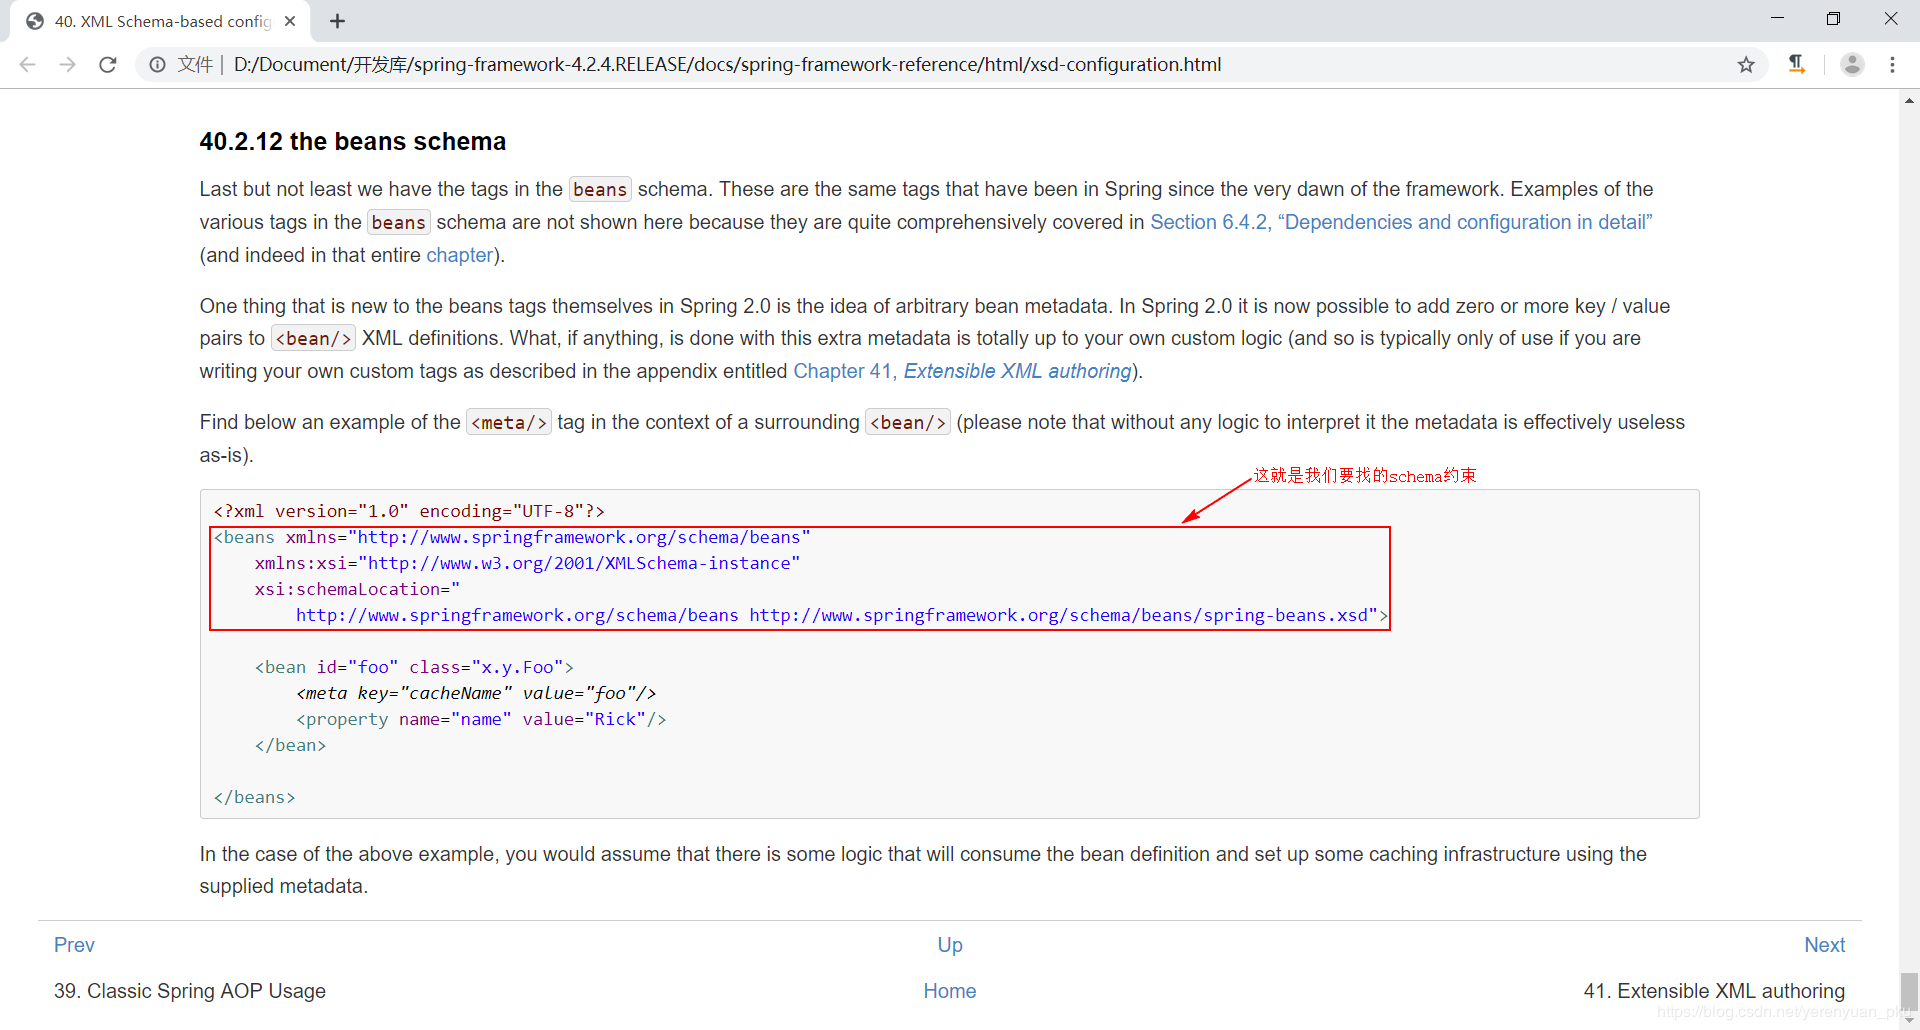 40. XML Schema-based config
文件 | D:/Document/开发库/spring-framework-4.2.4.RELEASE/docs/spring-framework-reference/html/xsd-configuration.html
40.2.12 the beans schema
Last but not least we have the tags in the beans schema. These are the same tags that have been in Spring since the very dawn of the framework. Examples of the
various tags in the beans schema are not shown here because they are quite comprehensively covered in Section 6.4.2, “Dependencies and configuration in detail”
(and indeed in that entire chapter).
One thing that is new to the beans tags themselves in Spring 2.0 is the idea of arbitrary bean metadata. In Spring 2.0 it is now possible to add zero or more key / value
pairs to <bean/> XML definitions. What, if anything, is done with this extra metadata is totally up to your own custom logic (and so is typically only of use if you are
writing your own custom tags as described in the appendix entitled Chapter 41, Extensible XML authoring).
Find below an example of the <meta/> tag in the context of a surrounding <bean/> (please note that without any logic to interpret it the metadata is effectively useless
as-is).
这就是我们要找的schema约束
<?xml version="1.0" encoding="UTF-8"?>
<beans xmlns="http://www.springframework.org/schema/beans"
xmlns:xsi="http://www.w3.org/2001/XMLSchema-instance"
xsi:schemaLocation="
http://www.springframework.org/schema/beans http://www.springframework.org/schema/beans/spring-beans.xsd">
<bean id="foo" class="x.y.Foo">
<meta key="cacheName" value="foo"/>
<property name="name" value="Rick"/>
</bean>
</beans>
In the case of the above example, you would assume that there is some logic that will consume the bean definition and set up some caching infrastructure using the
supplied metadata.
Prev Up Next
39. Classic Spring AOP Usage Home 41. Extensible XML authoring
https://blog.csdn.net/yerenyuan_pku